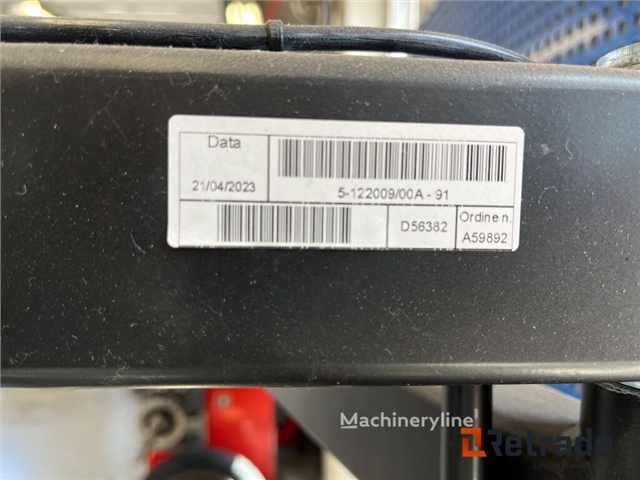 Data
21/04/2023
5-122009/00A - 91
D56382
Ordine n.
A59892
Machineryline
Retrade